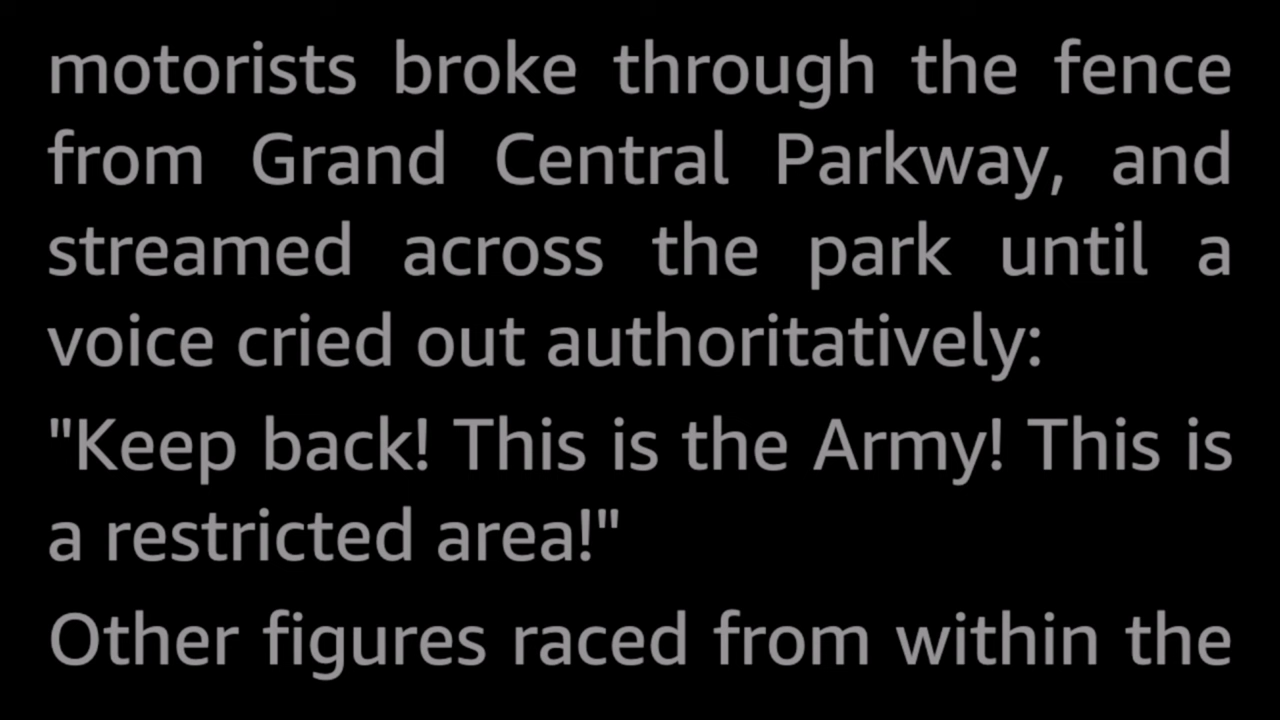 motorists broke through the fence
from Grand Central Parkway, and
streamed across the park until a
voice cried out authoritatively:
"Keep back! This is the Army! This is
a restricted area!"
Other figures raced from within the